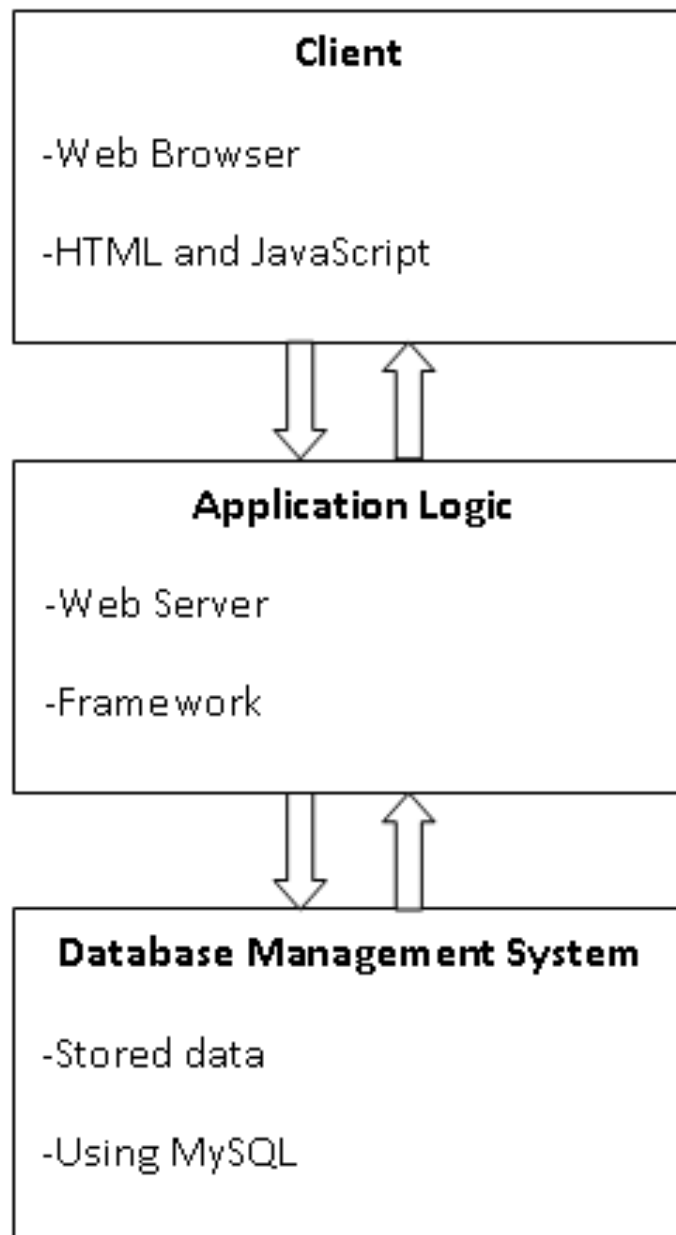 Client
-Web Browser
-HTML and JavaScript
Application Logic
-Web Server
-Framework
Database Management System
-Stored data
-Using MySQL